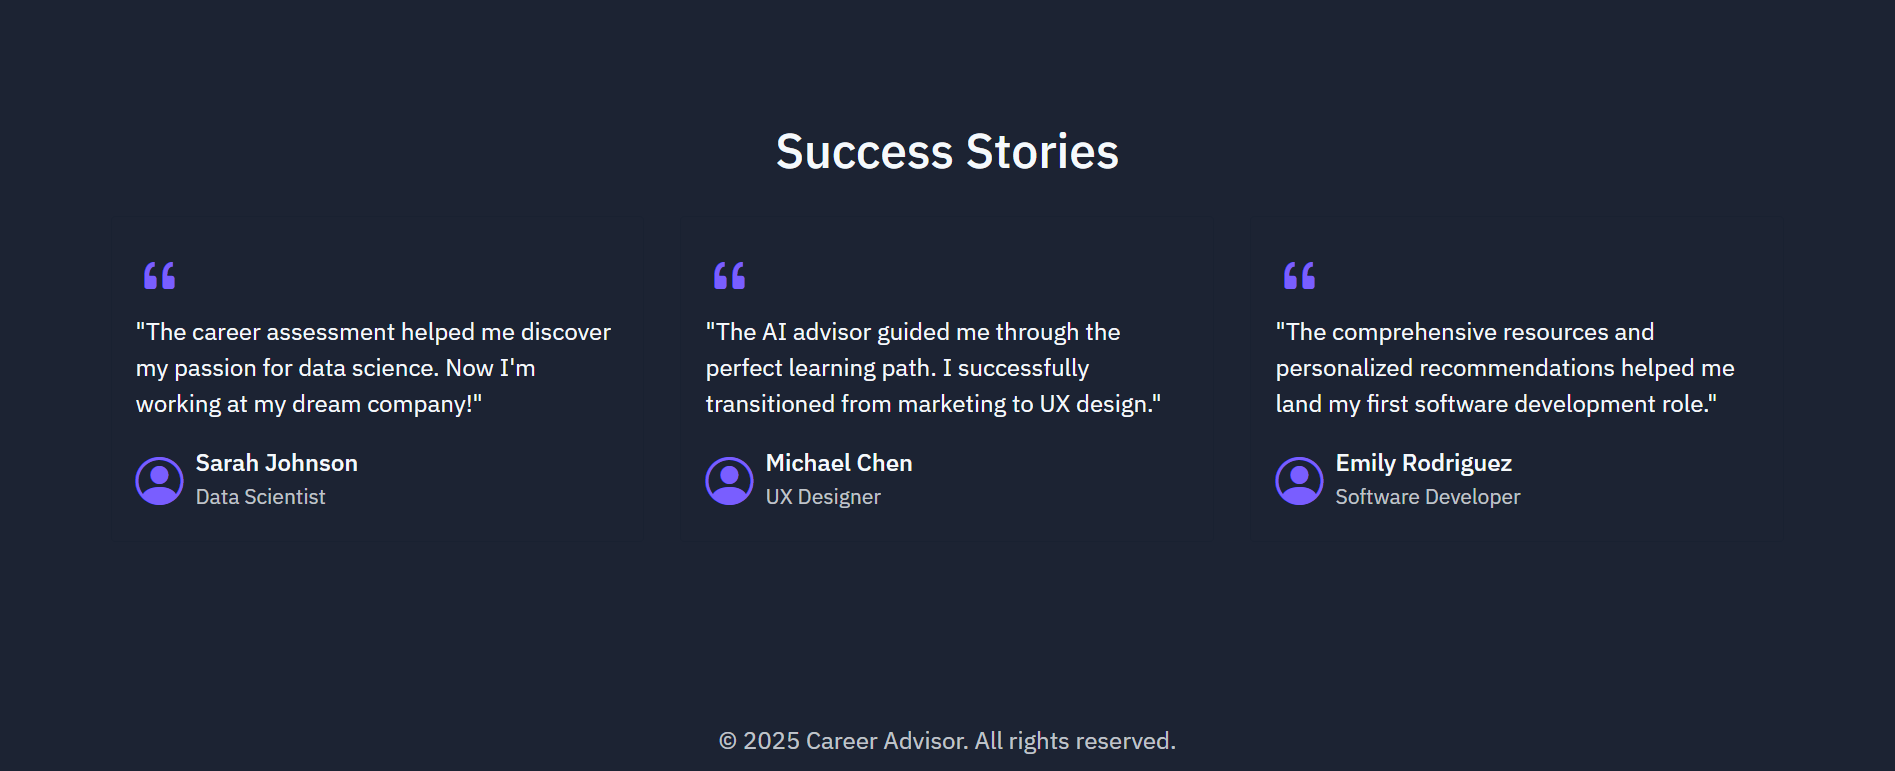 Success Stories
"The career assessment helped me discover
my passion for data science. Now I'm
working at my dream company!"
Sarah Johnson
Data Scientist
"The AI advisor guided me through the
perfect learning path. I successfully
transitioned from marketing to UX design."
Michael Chen
UX Designer
"The comprehensive resources and
personalized recommendations helped me
land my first software development role."
Emily Rodriguez
Software Developer
© 2025 Career Advisor. All rights reserved.